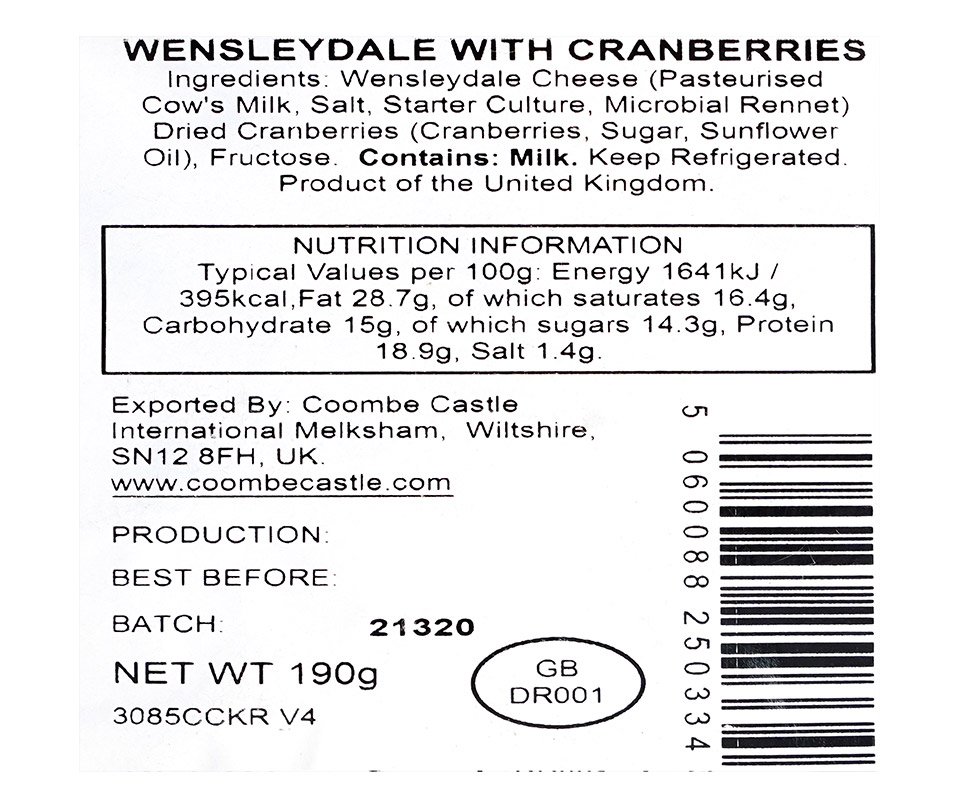 WENSLEYDALE WITH CRANBERRIES
Ingredients: Wensleydale Cheese (Pasteurised
Cow's Milk, Salt, Starter Culture, Microbial Rennet)
Dried Cranberries (Cranberries, Sugar, Sunflower
Oil), Fructose. Contains: Milk. Keep Refrigerated.
Product of the United Kingdom.
NUTRITION INFORMATION
Typical Values per 100g: Energy 1641kJ /
395kcal,Fat 28.7g, of which saturates 16.4g,
Carbohydrate 15g, of which sugars 14.3g, Protein
18.9g, Salt 1.4g.
Exported By: Coombe Castle
International Melksham, Wiltshire,
SN12 8FH, UK.
www.coombecastle.com
PRODUCTION:
BEST BEFORE:
BATCH: 21320
NET WT 190g
3085CCKR V4
GB
DR001
5 060088 250334